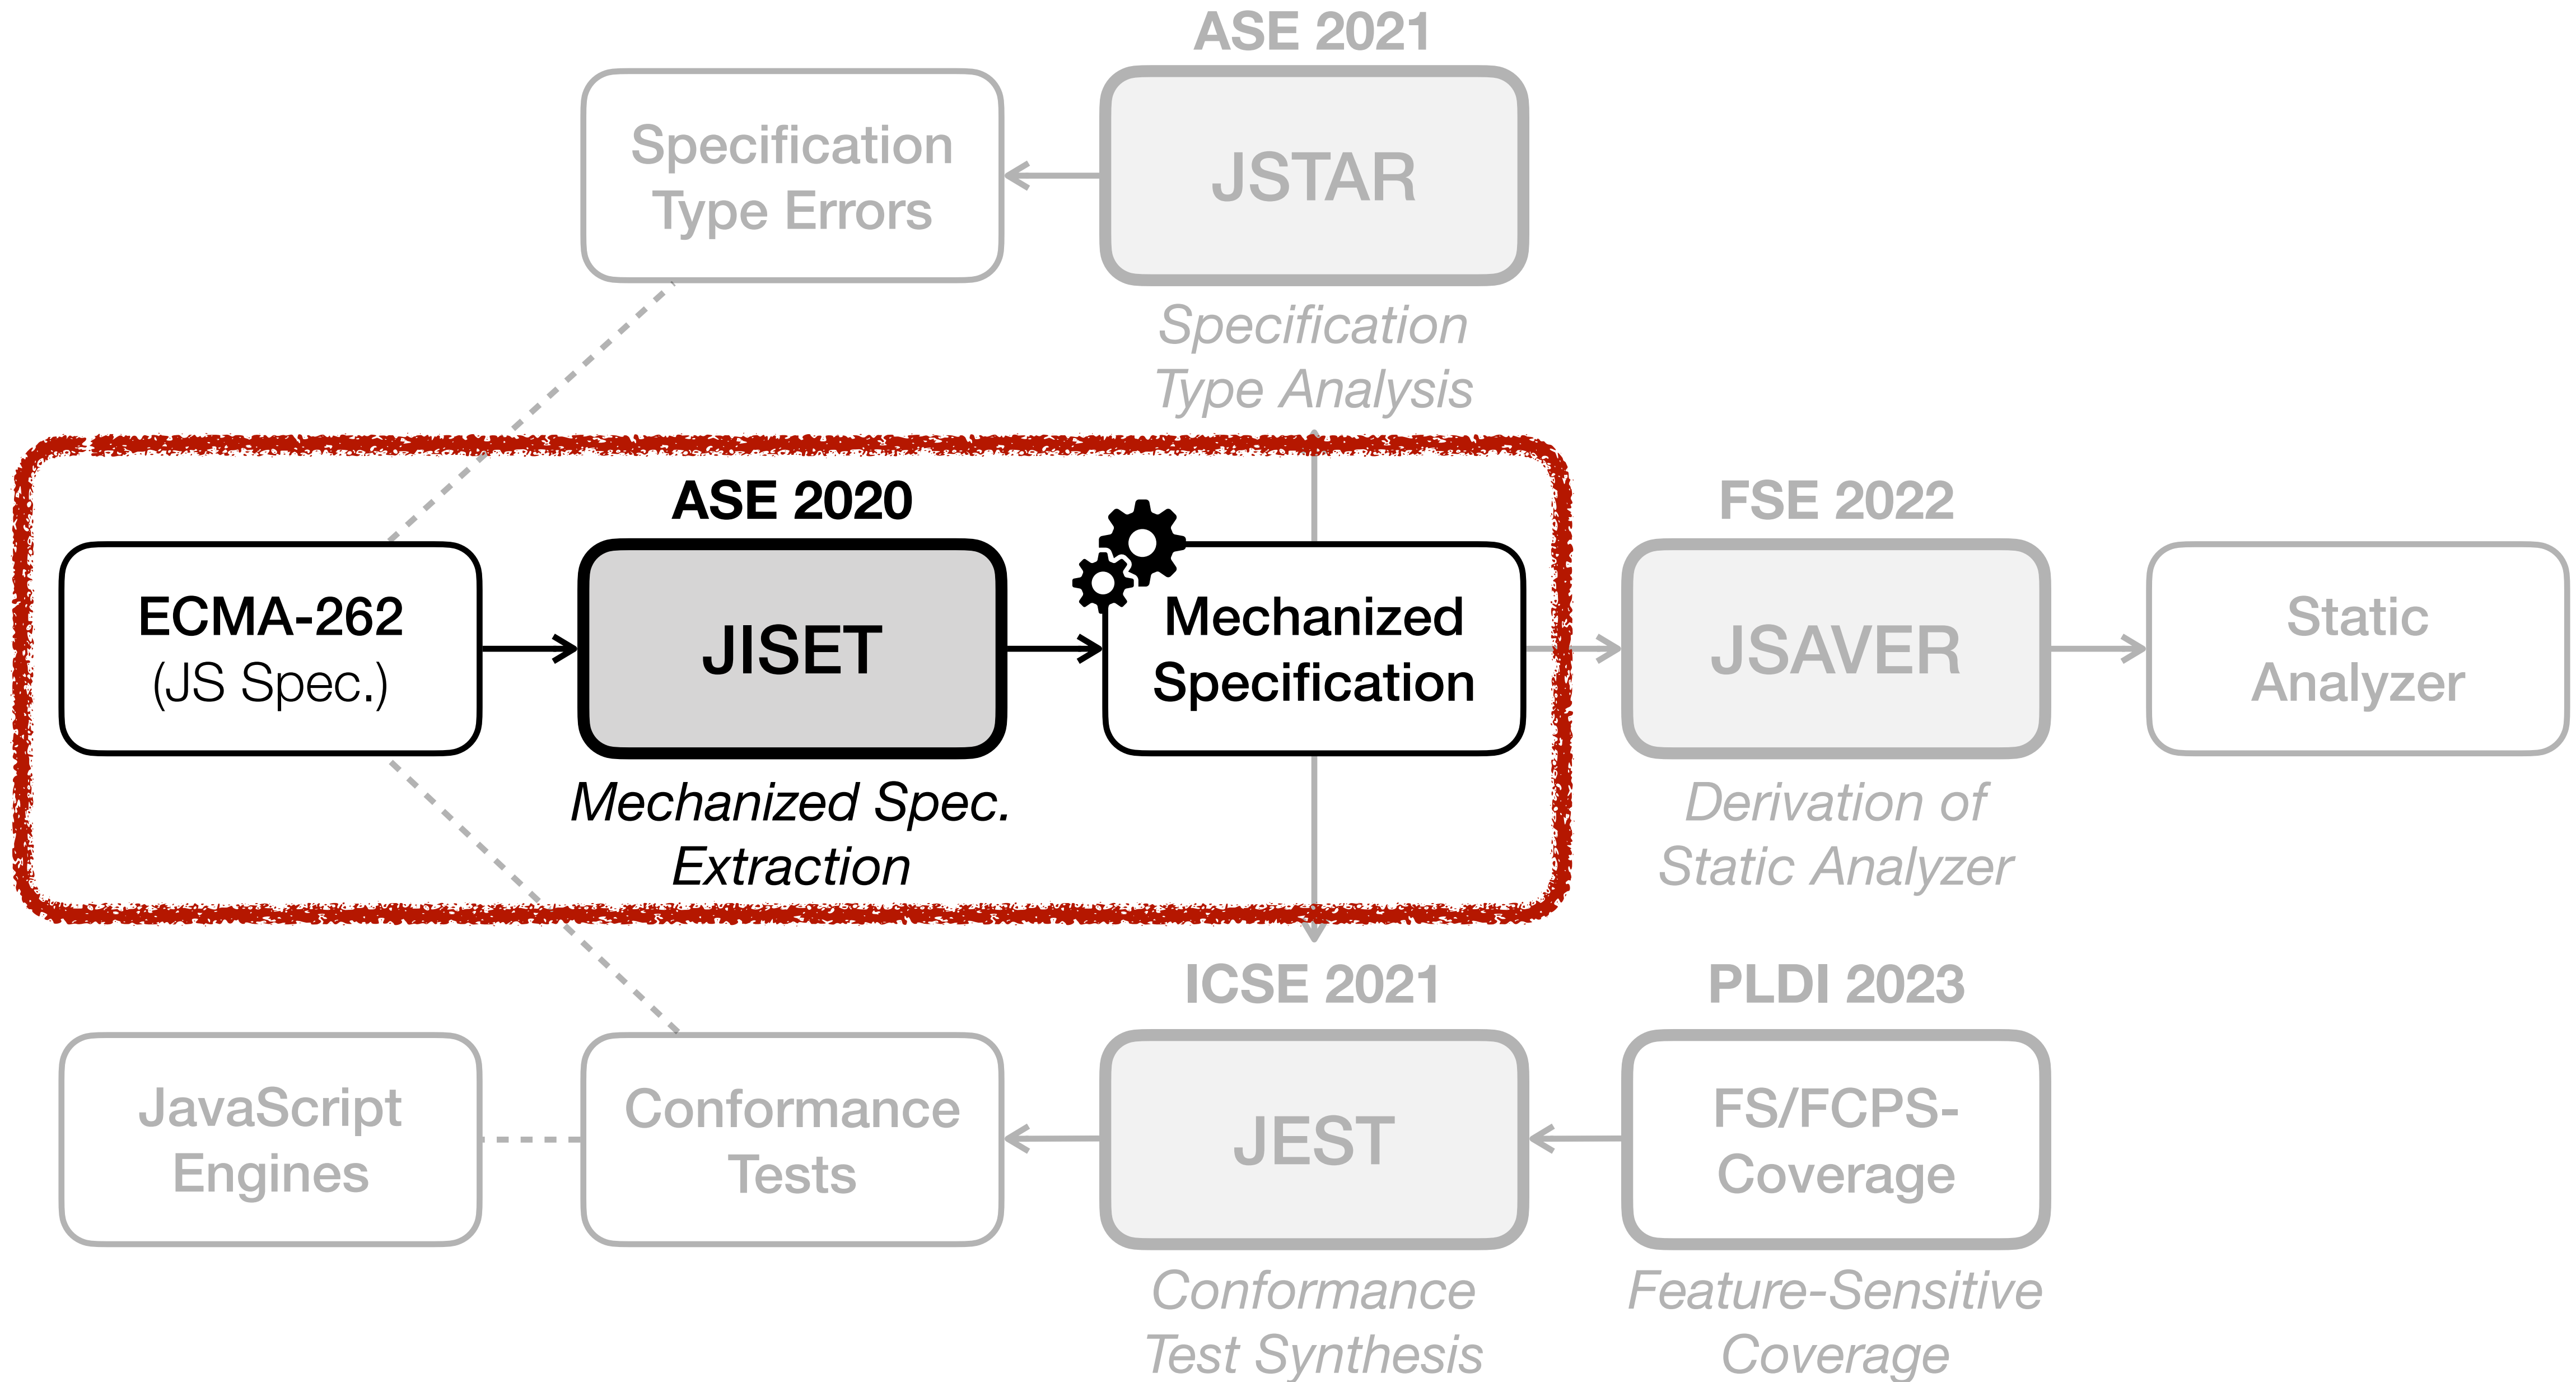 ASE 2021
Specification
Type Errors
JSTAR
Specification
Type Analysis
ASE 2020
FSE 2022
ECMA-262
(JS Spec.)
JISET
Mechanized
Specification
JSAVER
Static
Analyzer
Mechanized Spec.
Extraction
Derivation of
Static Analyzer
ICSE 2021
PLDI 2023
JavaScript
Engines
Conformance
Tests
JEST
FS/FCPS-
Coverage
Conformance
Test Synthesis
Feature-Sensitive
Coverage